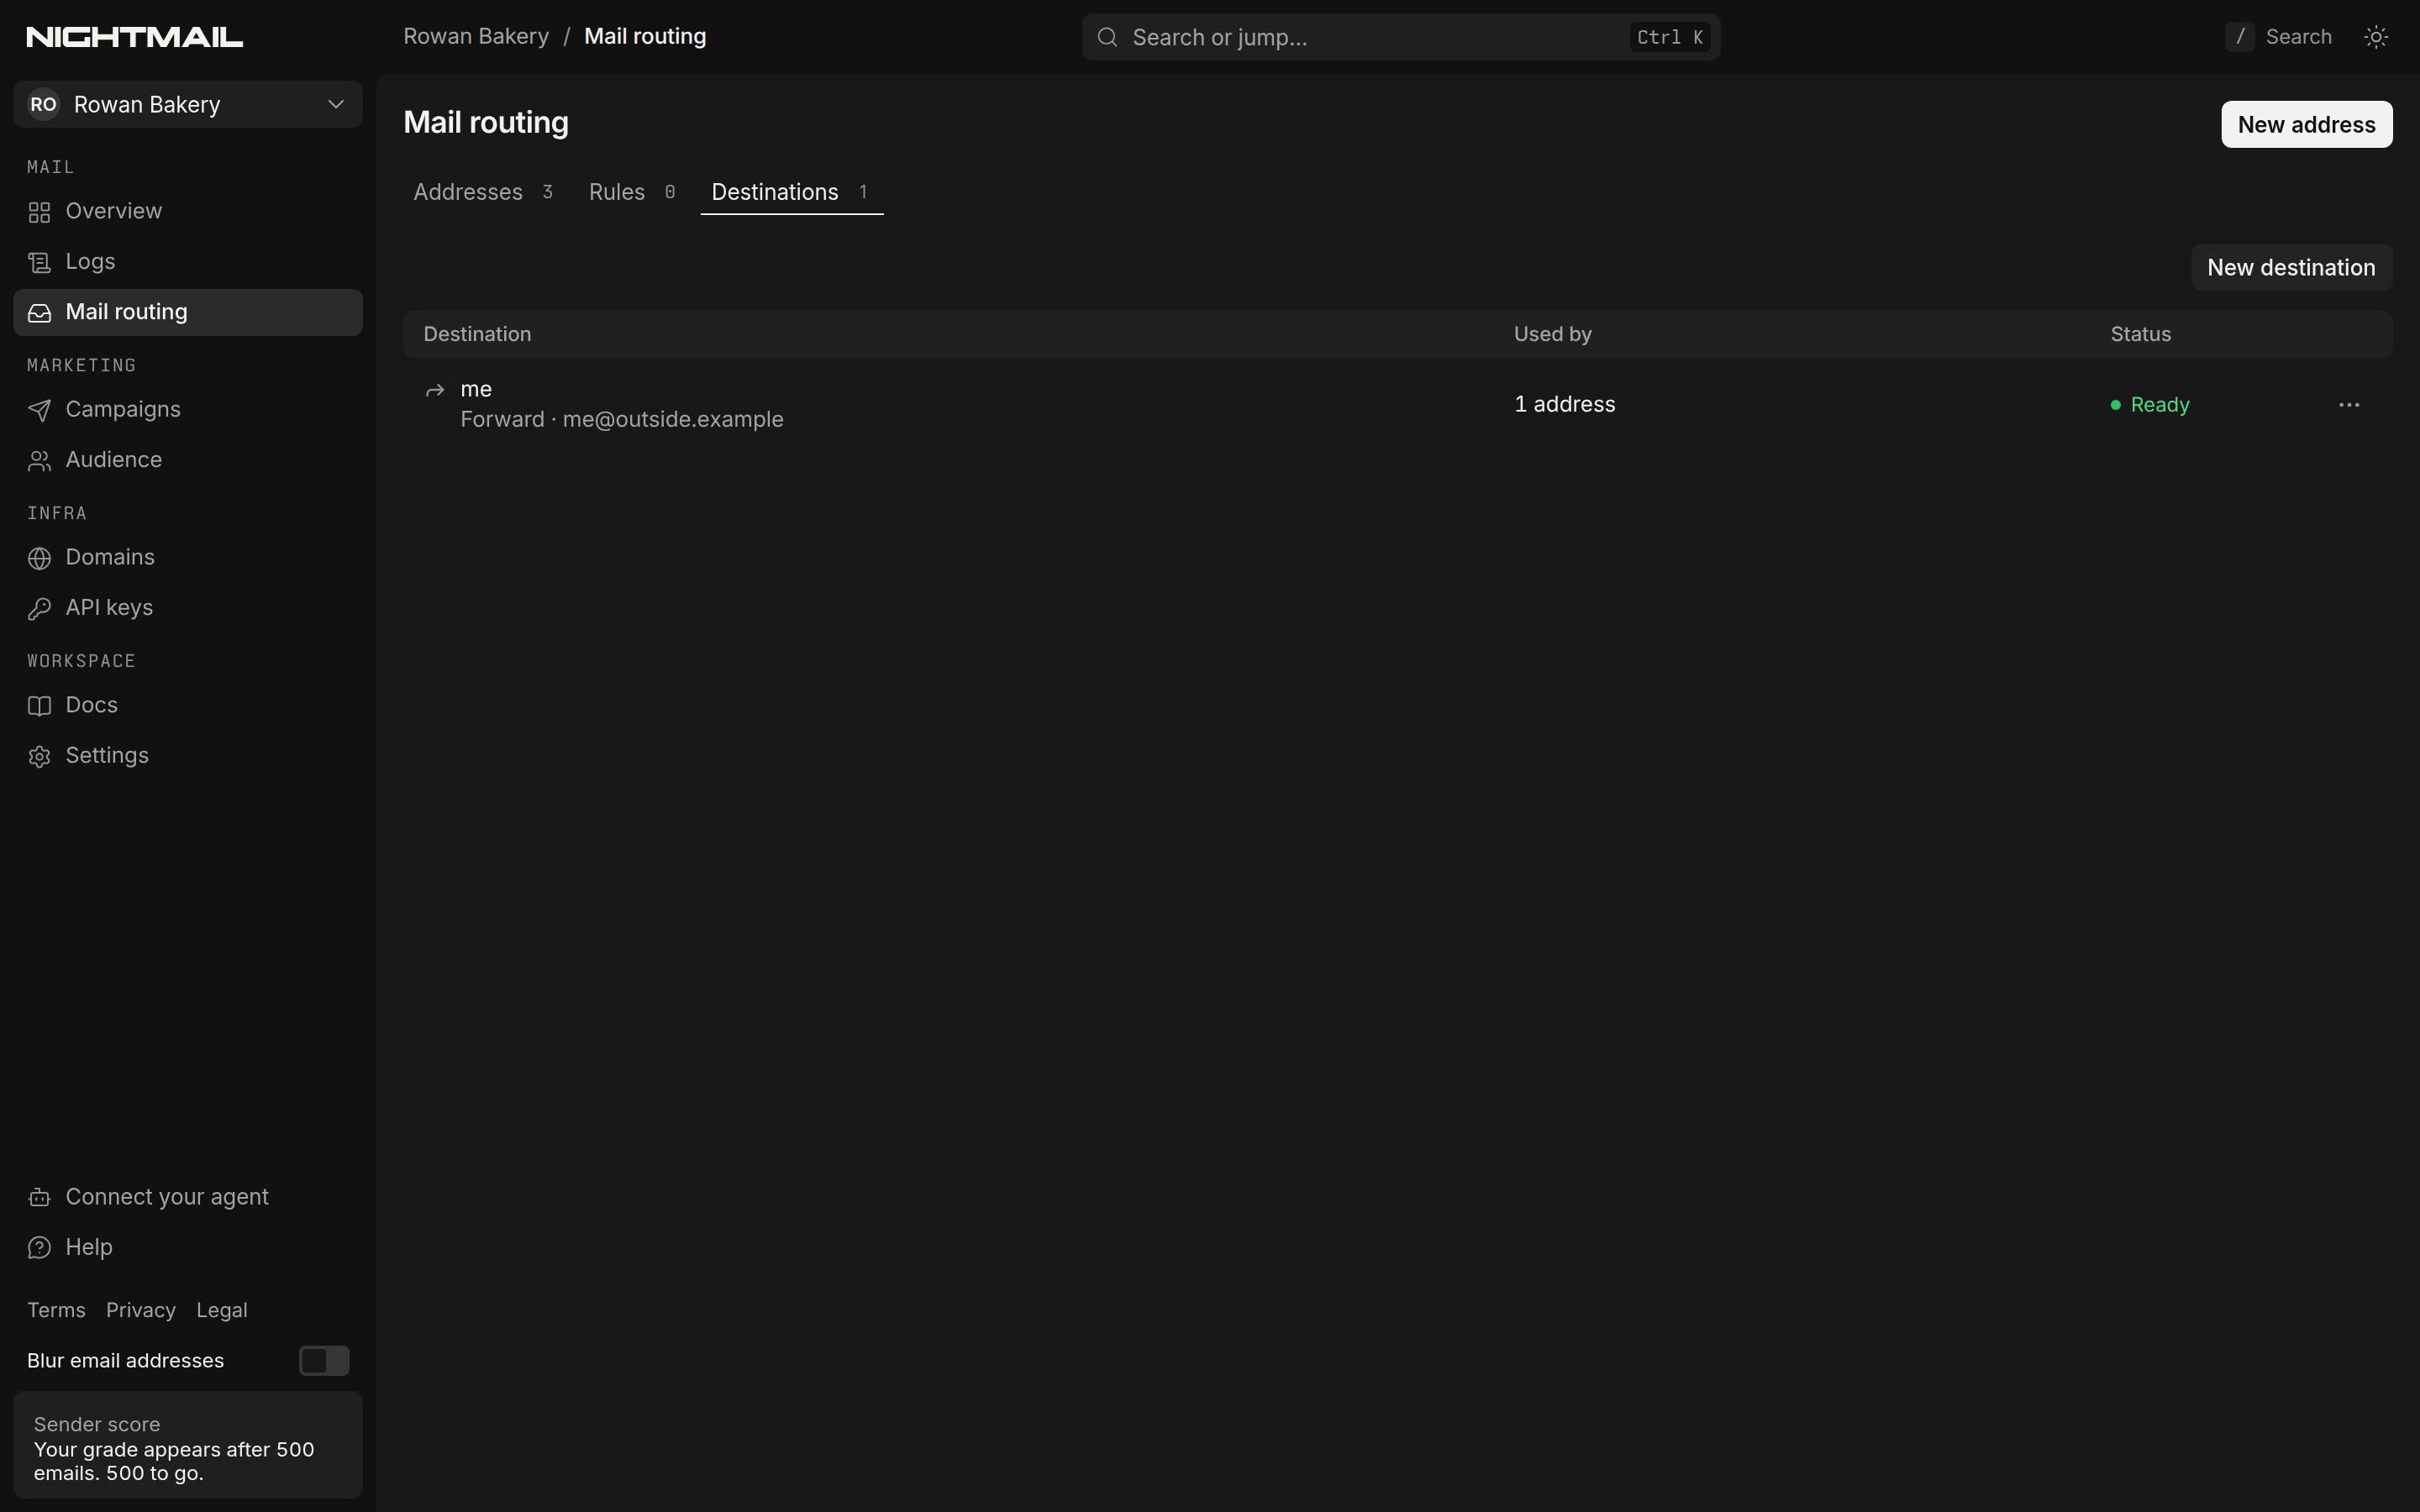 NIGHTMAIL
Rowan Bakery / Mail routing
Search or jump...
Ctrl K
/ Search
RO Rowan Bakery
MAIL
Overview
Logs
Mail routing
MARKETING
Campaigns
Audience
INFRA
Domains
API keys
WORKSPACE
Docs
Settings
Connect your agent
Help
Terms Privacy Legal
Blur email addresses
Sender score
Your grade appears after 500
emails. 500 to go.
Mail routing
New address
Addresses 3 Rules 0 Destinations 1
New destination
Destination Used by Status
me
Forward · me@outside.example
1 address
Ready